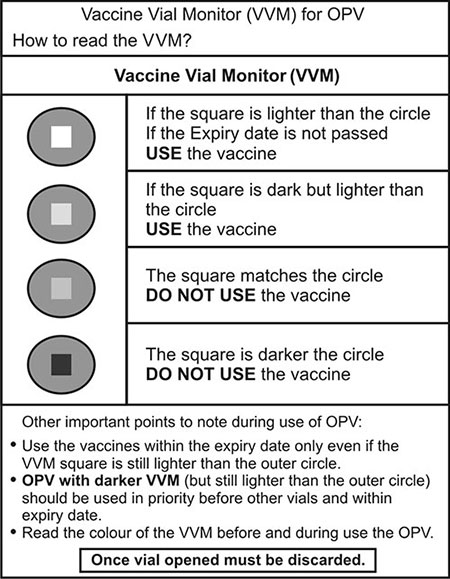 Vaccine Vial Monitor (VVM) for OPV
How to read the VVM?
Vaccine Vial Monitor (VVM)
If the square is lighter than the circle
If the Expiry date is not passed
USE the vaccine
If the square is dark but lighter than
the circle
USE the vaccine
The square matches the circle
DO NOT USE the vaccine
The square is darker the circle
DO NOT USE the vaccine
Other important points to note during use of OPV:
• Use the vaccines within the expiry date only even if the
VVM square is still lighter than the outer circle.
• OPV with darker VVM (but still lighter than the outer circle)
should be used in priority before other vials and within
expiry date.
• Read the colour of the VVM before and during use the OPV.
Once vial opened must be discarded.